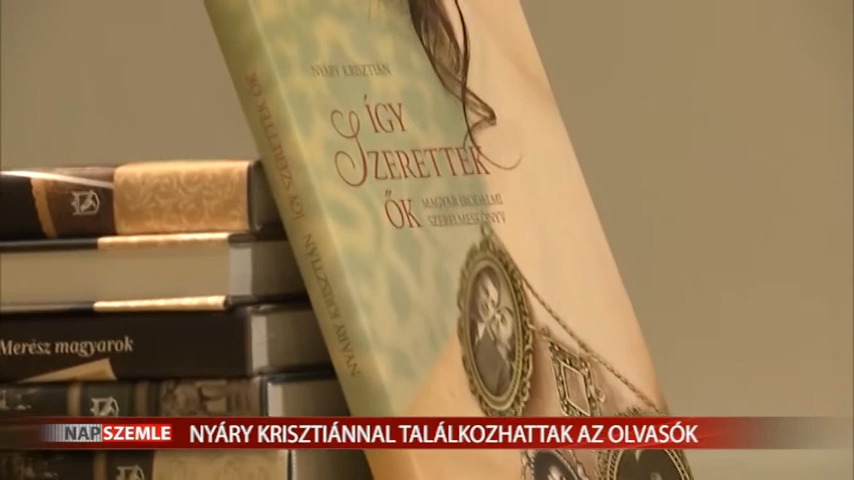 NYÁRY KRISZTIÁN
ÍGY
SZERETTEK
ŐK
MAGYAR IRODALMI
SZERELMESKÖNYV
NYÁRY KRISZTIÁN ÍGY SZERETTEK ŐK
Merész magyarok
NAPSZEMLE NYÁRY KRISZTIÁNNAL TALÁLKOZHATTAK AZ OLVASÓK